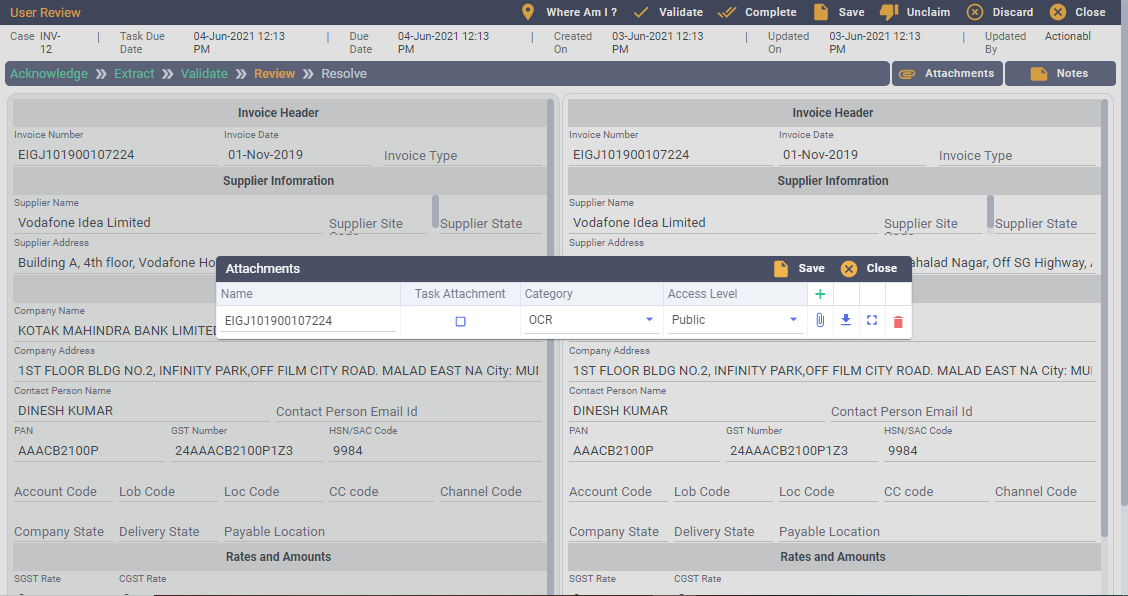 User Review Where Am I ? Validate Complete Save Unclaim Discard Close
Case INV-12 | Task Due Date 04-Jun-2021 12:13 PM | Due Date 04-Jun-2021 12:13 PM | Created On 03-Jun-2021 12:13 PM | Updated On 03-Jun-2021 12:13 PM | Updated By Actionabl
Acknowledge » Extract » Validate » Review » Resolve Attachments Notes
Invoice Header Invoice Header
Invoice Number Invoice Date Invoice Number Invoice Date
EIGJ101900107224 01-Nov-2019 Invoice Type EIGJ101900107224 01-Nov-2019 Invoice Type
Supplier Infomration Supplier Infomration
Supplier Name Supplier Name
Vodafone Idea Limited Supplier Site Supplier State Vodafone Idea Limited Supplier Site Supplier State
Supplier Address Supplier Address
Building A, 4th floor, Vodafone Ho ahalad Nagar, Off SG Highway,
Attachments Save Close
Name Task Attachment Category Access Level +
EIGJ101900107224 OCR Public
Company Name
KOTAK MAHINDRA BANK LIMITE
Company Address Company Address
1ST FLOOR BLDG NO.2, INFINITY PARK,OFF FILM CITY ROAD. MALAD EAST NA City: MUI 1ST FLOOR BLDG NO.2, INFINITY PARK,OFF FILM CITY ROAD. MALAD EAST NA City: MUI
Contact Person Name Contact Person Name
DINESH KUMAR Contact Person Email Id DINESH KUMAR Contact Person Email Id
PAN GST Number HSN/SAC Code PAN GST Number HSN/SAC Code
AAACB2100P 24AAACB2100P1Z3 9984 AAACB2100P 24AAACB2100P1Z3 9984
Account Code Lob Code Loc Code CC code Channel Code Account Code Lob Code Loc Code CC code Channel Code
Company State Delivery State Payable Location Company State Delivery State Payable Location
Rates and Amounts Rates and Amounts
SGST Rate CGST Rate SGST Rate CGST Rate